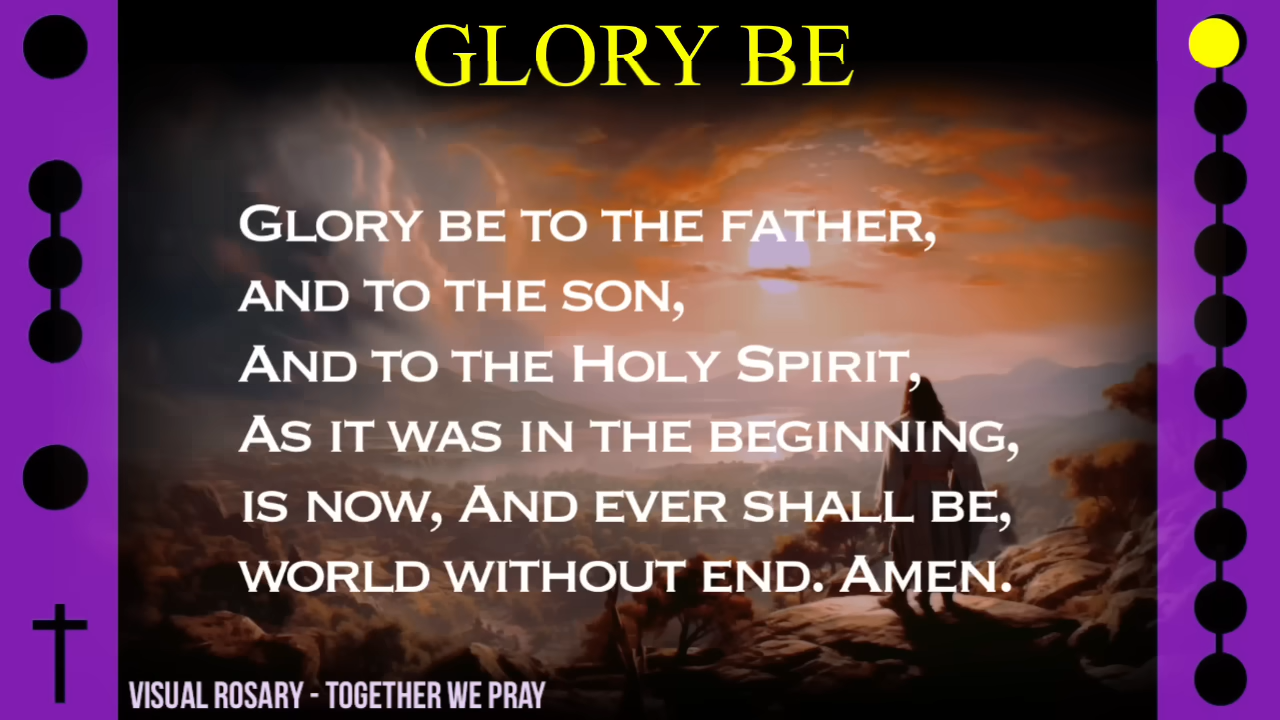 GLORY BE
GLORY BE TO THE FATHER,
AND TO THE SON,
AND TO THE HOLY SPIRIT,
AS IT WAS IN THE BEGINNING,
IS NOW, AND EVER SHALL BE,
WORLD WITHOUT END. AMEN.
VISUAL ROSARY - TOGETHER WE PRAY